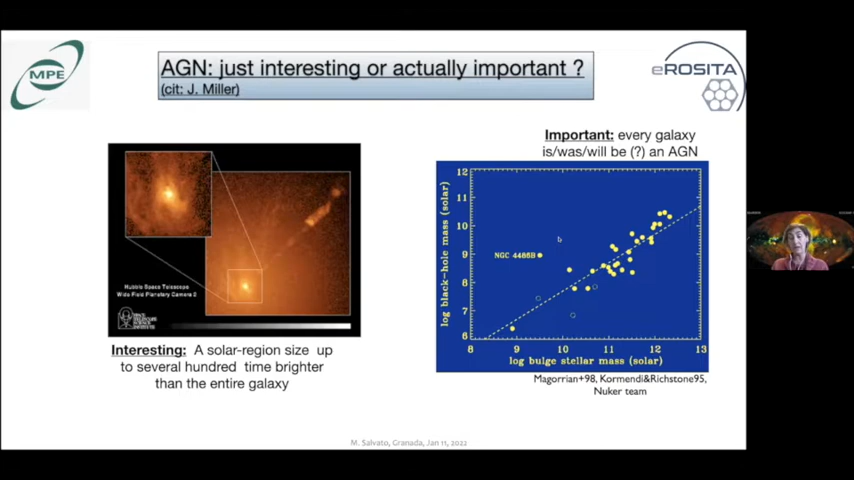 MPE
AGN: just interesting or actually important ?
(cit: J. Miller)
eROSITA
Important: every galaxy
is/was/will be (?) an AGN
Hubble Space Telescope
Wide Field Planetary Camera 2
SPACE
TELESCOPE
SCIENCE
INSTITUTE
Interesting: A solar-region size up
to several hundred time brighter
than the entire galaxy
log black-hole mass (solar)
12
11
10
9
8
7
6
NGC 4486B
8 9 10 11 12 13
log bulge stellar mass (solar)
Magorrian+98, Kormendi&Richstone95,
Nuker team
M. Salvato, Granada, Jan 11, 2022